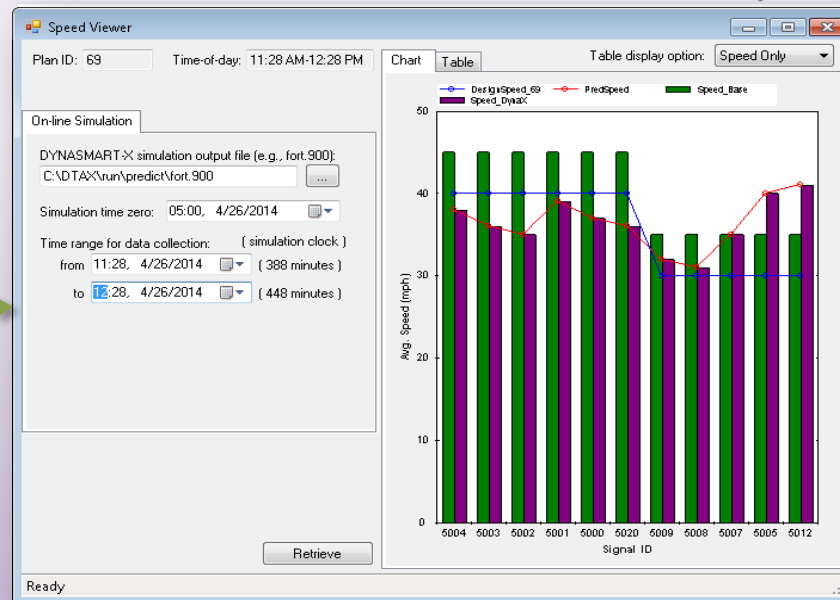 Speed Viewer
Plan ID: 69 Time-of-day: 11:28 AM-12:28 PM
On-line Simulation
DYNASMART-X simulation output file (e.g., fort.900):
C:\DTAX\run\predict\fort.900 ...
Simulation time zero: 05:00, 4/26/2014
Time range for data collection: ( simulation clock )
from 11:28, 4/26/2014 ( 388 minutes )
to 12:28, 4/26/2014 ( 448 minutes )
Retrieve
Chart Table Table display option: Speed Only
DesignSpeed_69 PredSpeed Speed_Base
Speed_DynaX
50
40
30
20
10
0
Avg. Speed (mph)
5004 5003 5002 5001 5000 5020 5009 5008 5007 5005 5012
Signal ID
Ready